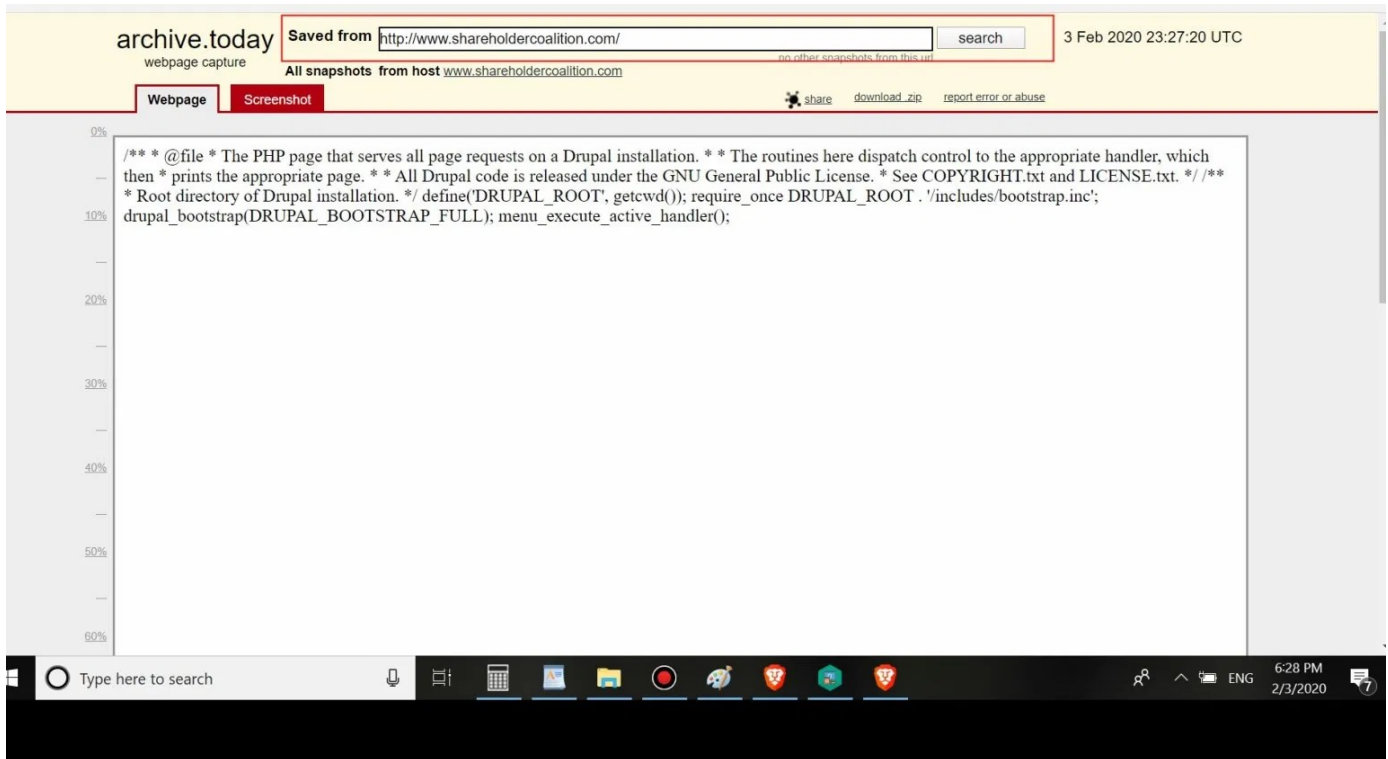 archive.today
webpage capture
Saved from http://www.shareholdercoalition.com/ search 3 Feb 2020 23:27:20 UTC
no other snapshots from this url
All snapshots from host www.shareholdercoalition.com
Webpage Screenshot share download .zip report error or abuse
0%
/** * @file * The PHP page that serves all page requests on a Drupal installation. * * The routines here dispatch control to the appropriate handler, which
then * prints the appropriate page. * * All Drupal code is released under the GNU General Public License. * See COPYRIGHT.txt and LICENSE.txt. */ /**
* Root directory of Drupal installation. */ define('DRUPAL_ROOT', getcwd()); require_once DRUPAL_ROOT . '/includes/bootstrap.inc';
10% drupal_bootstrap(DRUPAL_BOOTSTRAP_FULL); menu_execute_active_handler();
20%
30%
40%
50%
60%
Type here to search ENG 6:28 PM
2/3/2020 7